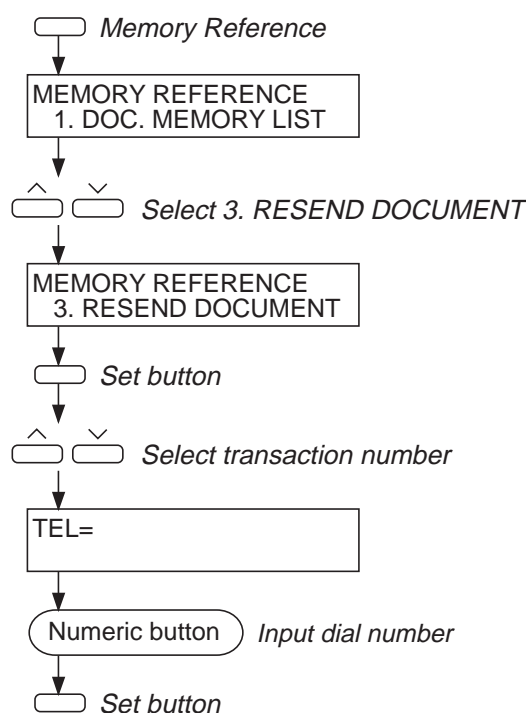 Memory Reference
MEMORY REFERENCE
1. DOC. MEMORY LIST
Select 3. RESEND DOCUMENT
MEMORY REFERENCE
3. RESEND DOCUMENT
Set button
Select transaction number
TEL=
Numeric button Input dial number
Set button